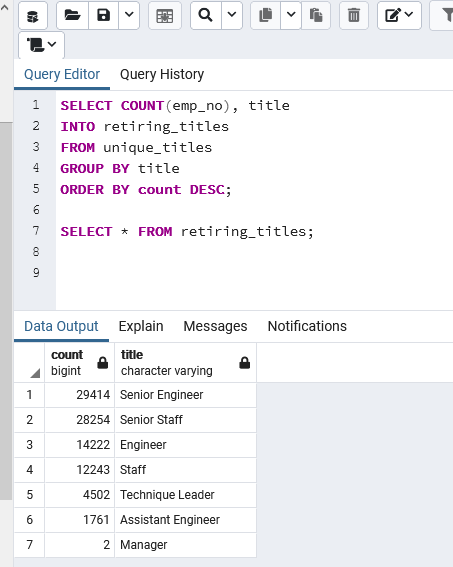 Query Editor Query History
1 SELECT COUNT(emp_no), title
2 INTO retiring_titles
3 FROM unique_titles
4 GROUP BY title
5 ORDER BY count DESC;
6
7 SELECT * FROM retiring_titles;
8
9
Data Output Explain Messages Notifications
count title
bigint character varying
1 29414 Senior Engineer
2 28254 Senior Staff
3 14222 Engineer
4 12243 Staff
5 4502 Technique Leader
6 1761 Assistant Engineer
7 2 Manager